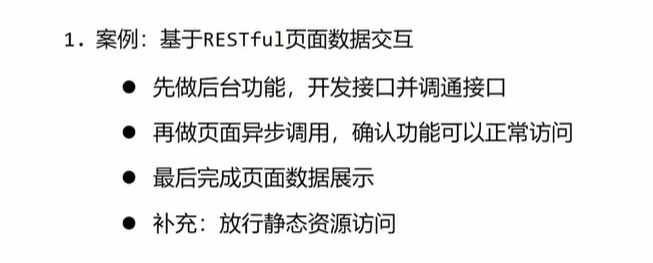 1. 案例：基于RESTful页面数据交互
● 先做后台功能，开发接口并调通接口
● 再做页面异步调用，确认功能可以正常访问
● 最后完成页面数据展示
● 补充：放行静态资源访问